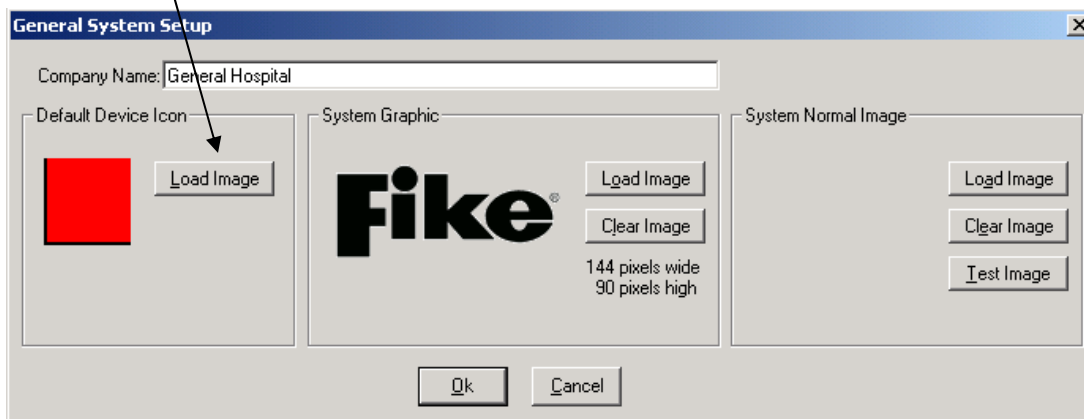 General System Setup
Company Name: General Hospital
Default Device Icon
Load Image
System Graphic
Fike®
Load Image
Clear Image
144 pixels wide
90 pixels high
System Normal Image
Load Image
Clear Image
Test Image
Ok
Cancel